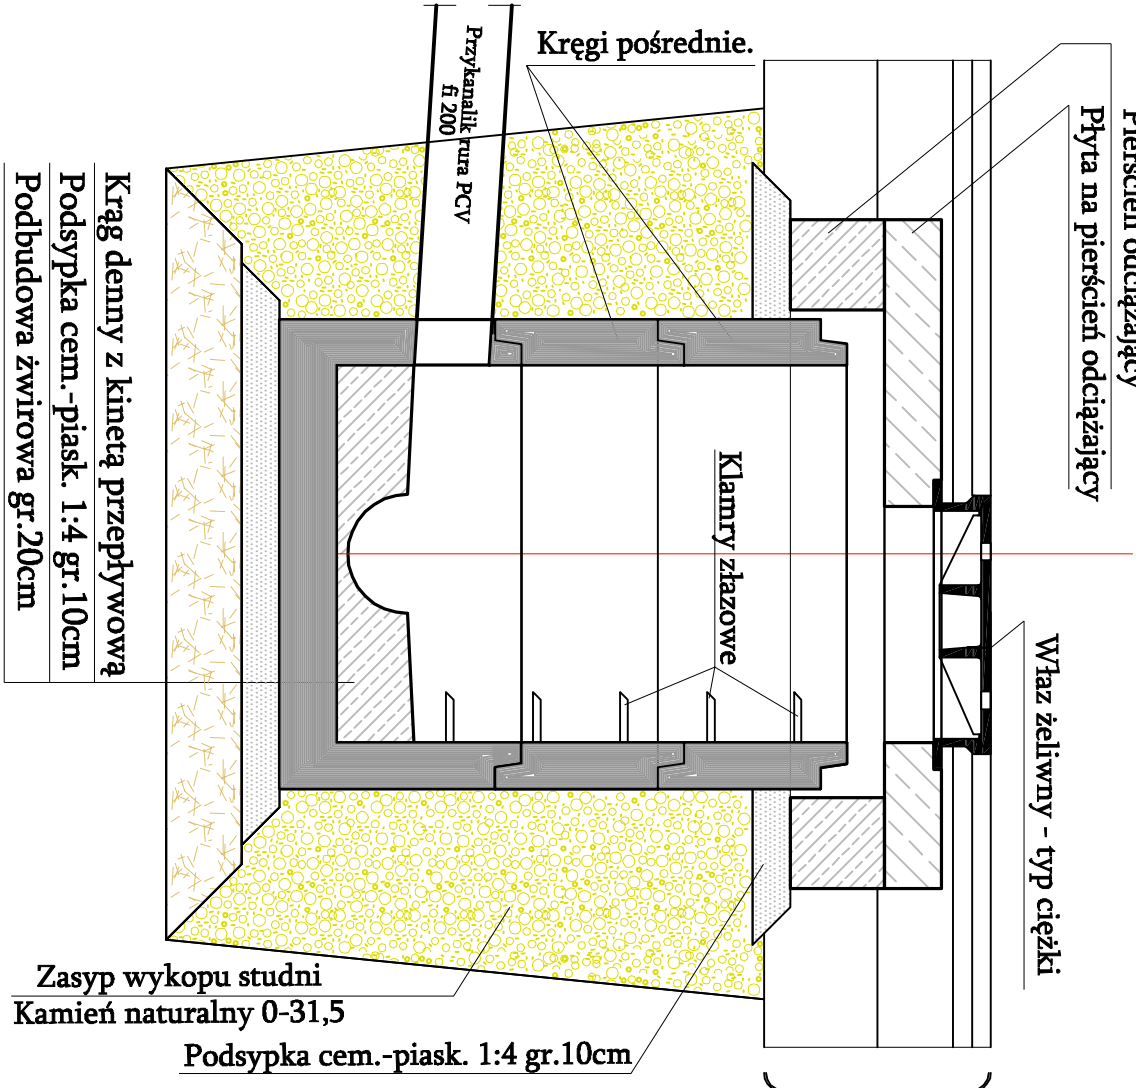 Kręgi pośrednie.
Przykanalik rura PCV
fi 200
Pierścień odciążający
Płyta na pierścień odciążający
Krąg denny z kinetą przepływową
Podsypka cem.-piask. 1:4 gr.10cm
Podbudowa żwirowa gr.20cm
Klamry złazowe
Właz żeliwny - typ ciężki
Zasyp wykopu studni
Kamień naturalny 0-31,5
Podsypka cem.-piask. 1:4 gr.10cm